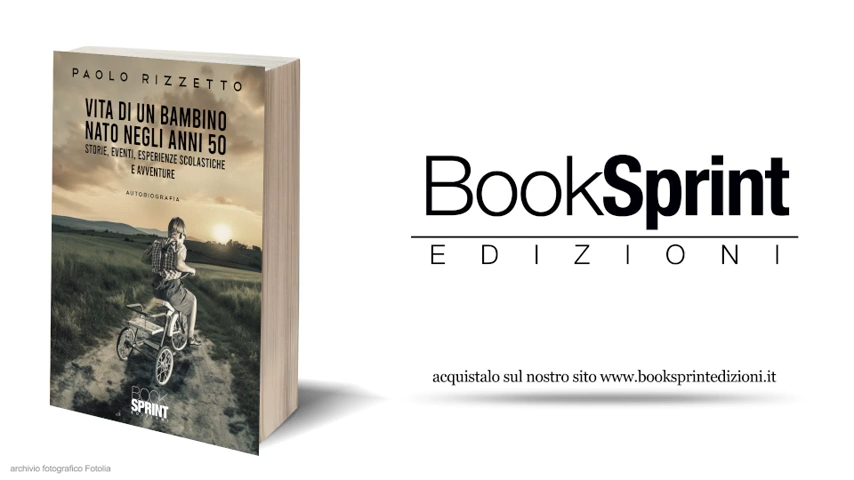 PAOLO RIZZETTO
VITA DI UN BAMBINO
NATO NEGLI ANNI 50
STORIE, EVENTI, ESPERIENZE SCOLASTICHE
E AVVENTURE
AUTOBIOGRAFIA
BOOK
SPRINT
EDIZIONI
BookSprint
EDIZIONI
acquistalo sul nostro sito www.booksprintedizioni.it
archivio fotografico Fotolia